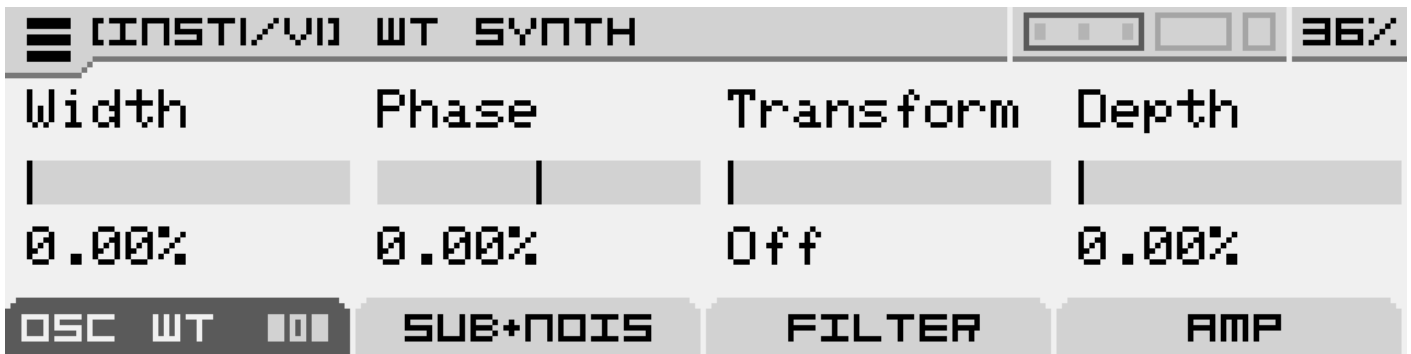 [INST1/V1] WT SYNTH 36%
Width Phase Transform Depth
0.00% 0.00% Off 0.00%
OSC WT SUB+NOIS FILTER AMP